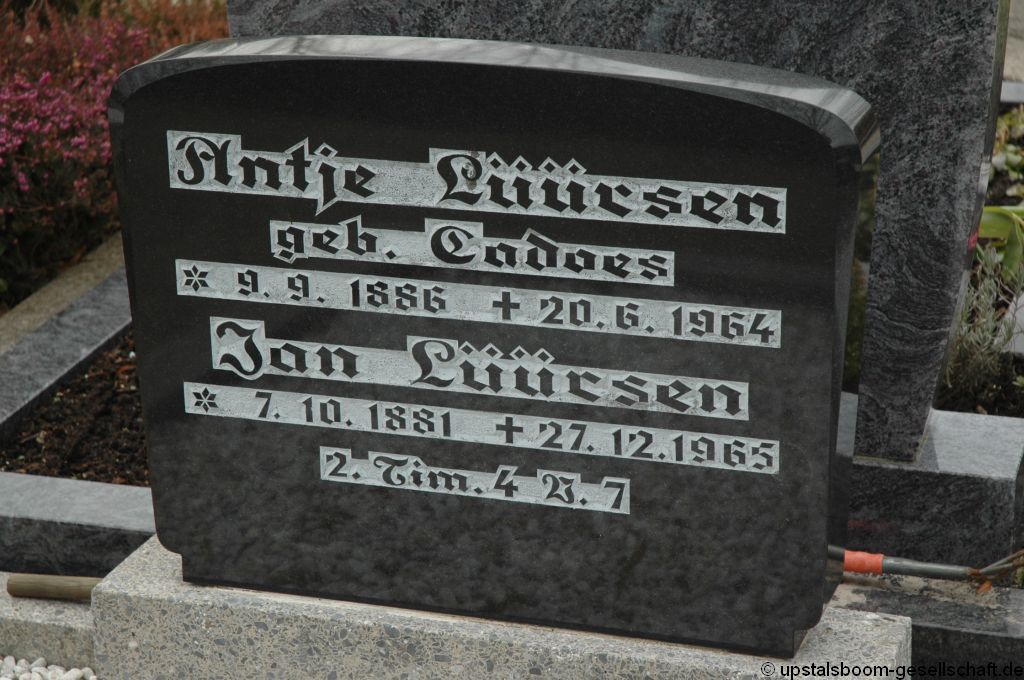 Antje Lüürsen
geb. Cadoes
* 9. 9. 1886 + 20. 6. 1964
Jan Lüürsen
* 7. 10. 1881 + 27. 12. 1965
2. Tim. 4 V. 7
© upstalsboom-gesellschaft.de